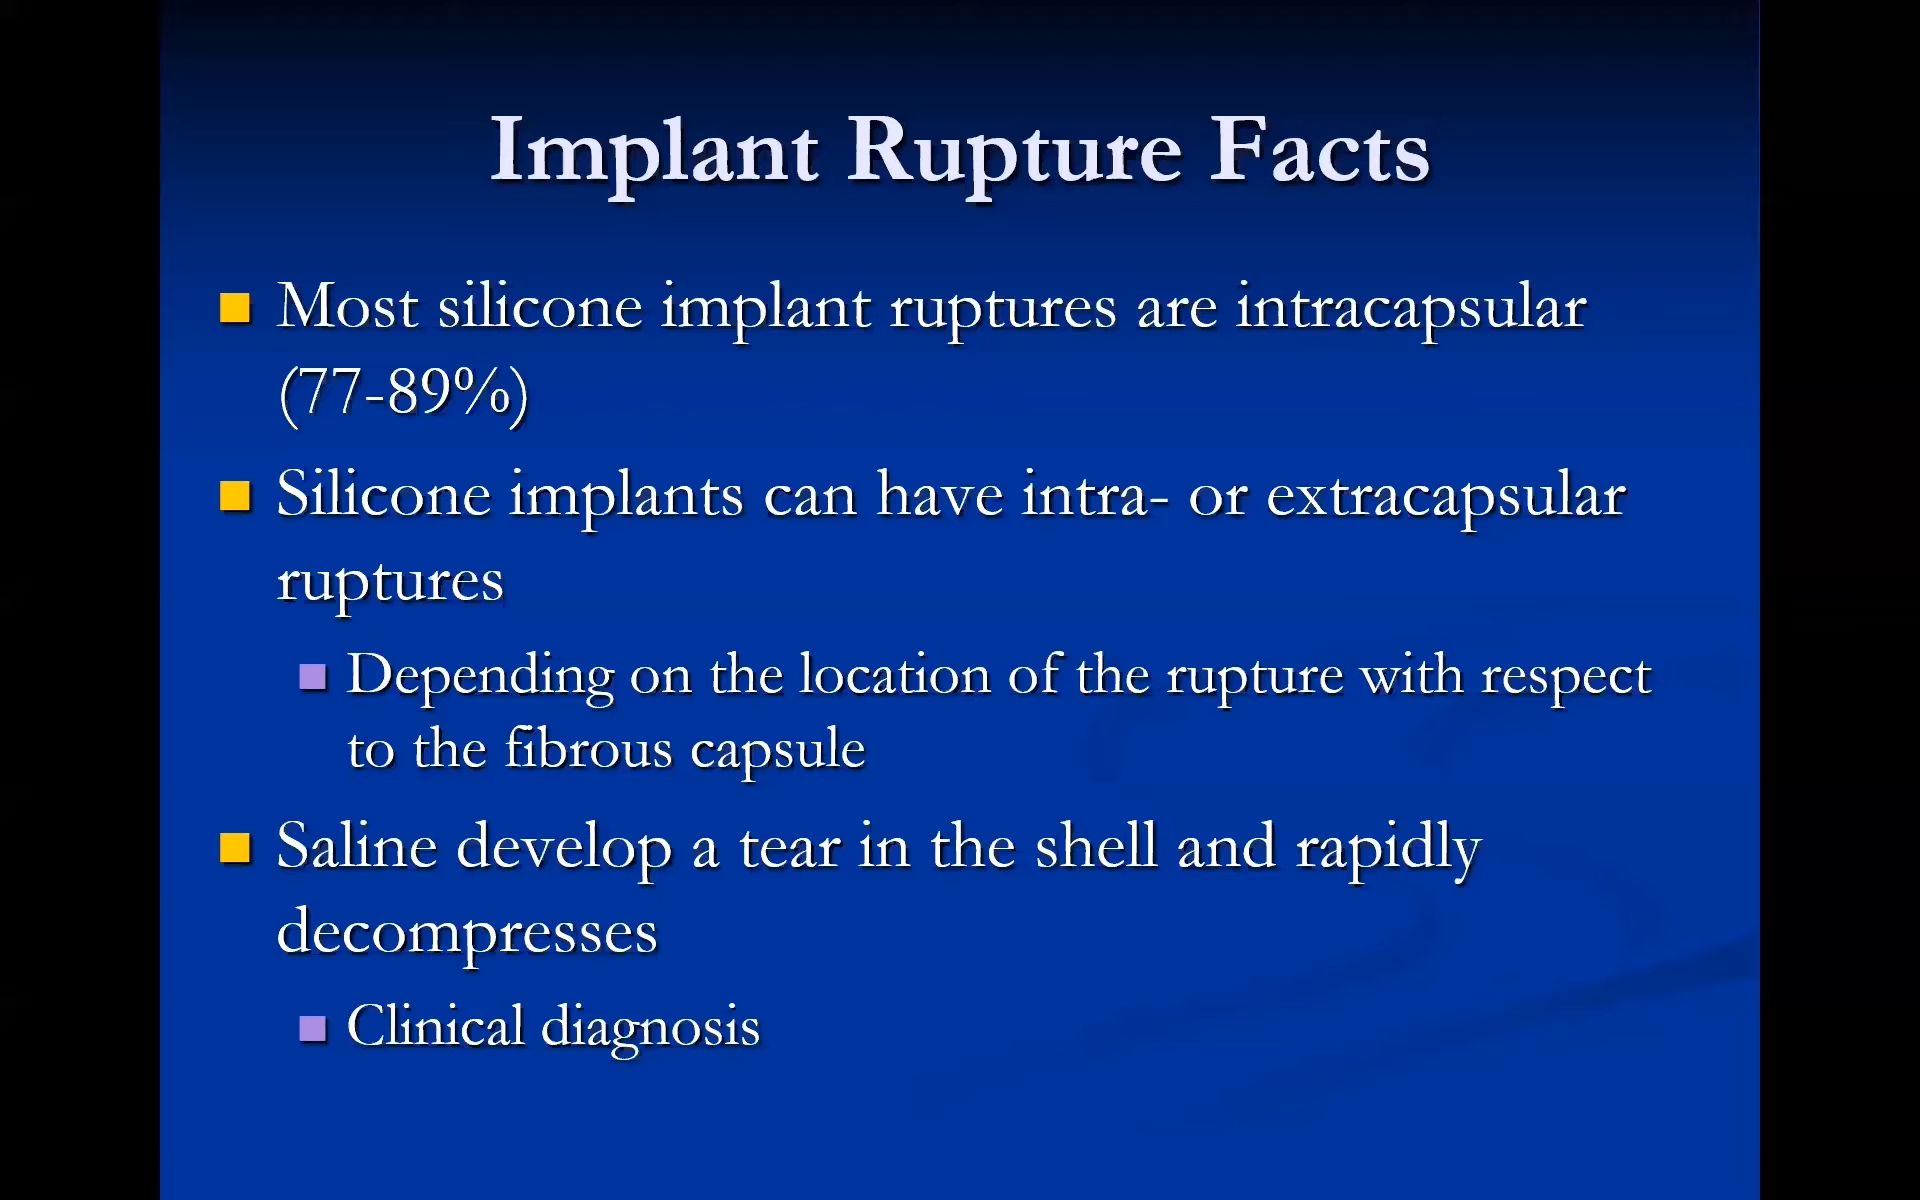 Implant Rupture Facts
Most silicone implant ruptures are intracapsular
(77-89%)
Silicone implants can have intra- or extracapsular
ruptures
Depending on the location of the rupture with respect
to the fibrous capsule
Saline develop a tear in the shell and rapidly
decompresses
Clinical diagnosis